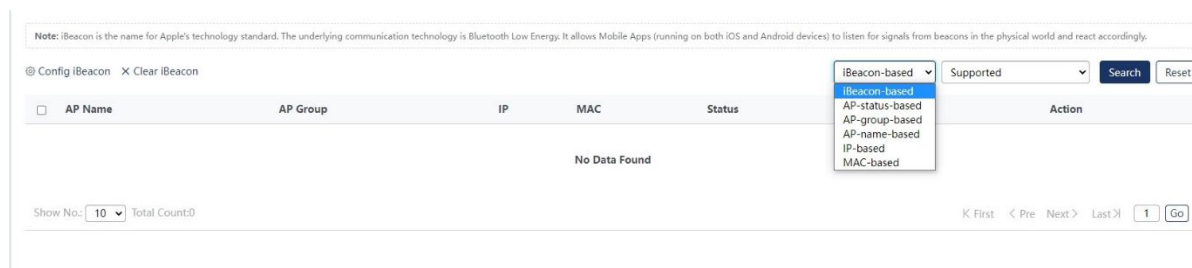 Note: iBeacon is the name for Apple's technology standard. The underlying communication technology is Bluetooth Low Energy. It allows Mobile Apps (running on both iOS and Android devices) to listen for signals from beacons in the physical world and react accordingly.
Config iBeacon Clear iBeacon iBeacon-based Supported Search Reset
iBeacon-based
AP-status-based
AP-group-based
AP-name-based
IP-based
MAC-based
AP Name AP Group IP MAC Status Action
No Data Found
Show No.: 10 Total Count:0 First Pre Next Last 1 Go